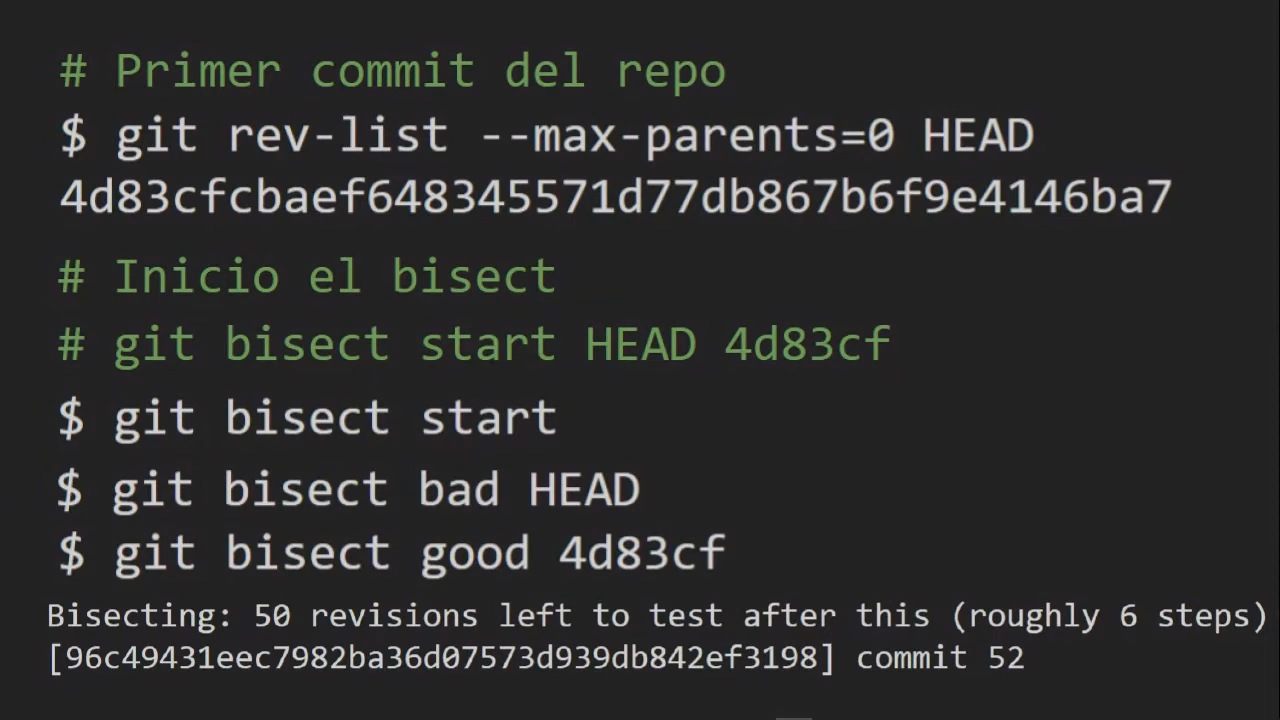 # Primer commit del repo
$ git rev-list --max-parents=0 HEAD
4d83cfcbaef648345571d77db867b6f9e4146ba7
# Inicio el bisect
# git bisect start HEAD 4d83cf
$ git bisect start
$ git bisect bad HEAD
$ git bisect good 4d83cf
Bisecting: 50 revisions left to test after this (roughly 6 steps)
[96c49431eec7982ba36d07573d939db842ef3198] commit 52